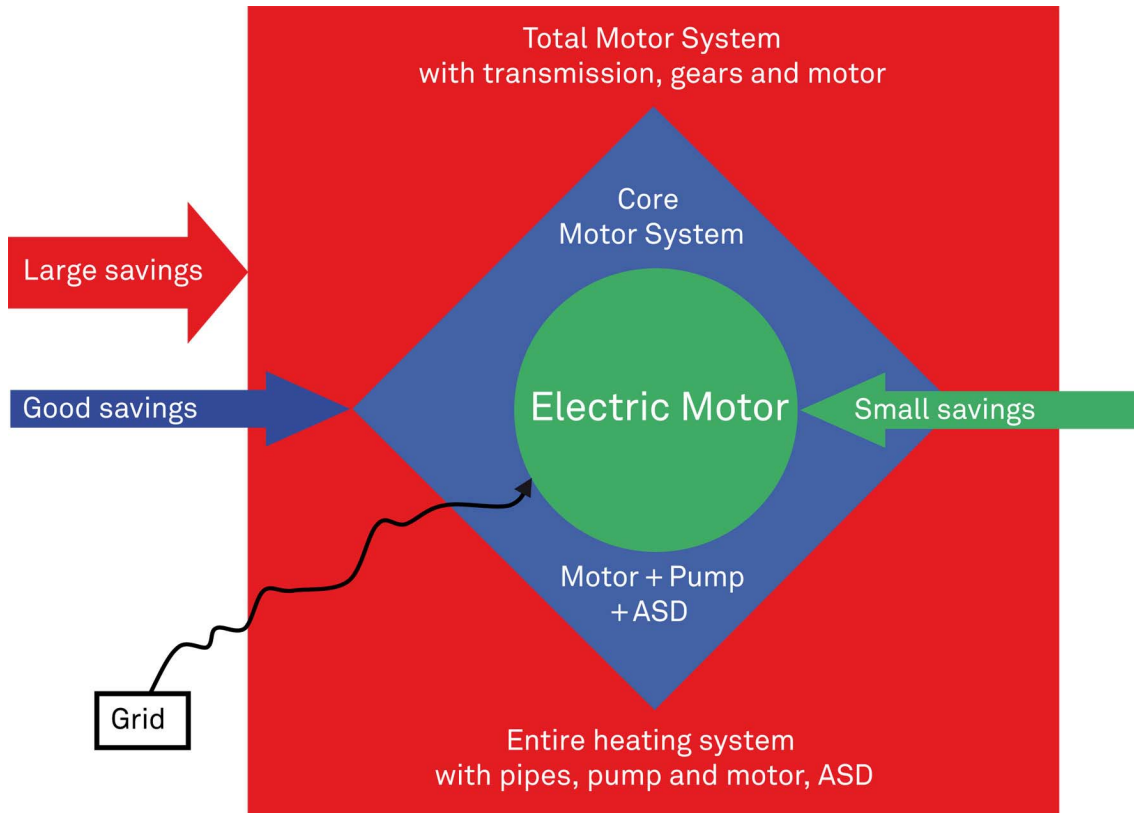 Total Motor System
with transmission, gears and motor
Core
Motor System
Large savings
Good savings
Electric Motor
Small savings
Motor + Pump
+ ASD
Grid
Entire heating system
with pipes, pump and motor, ASD